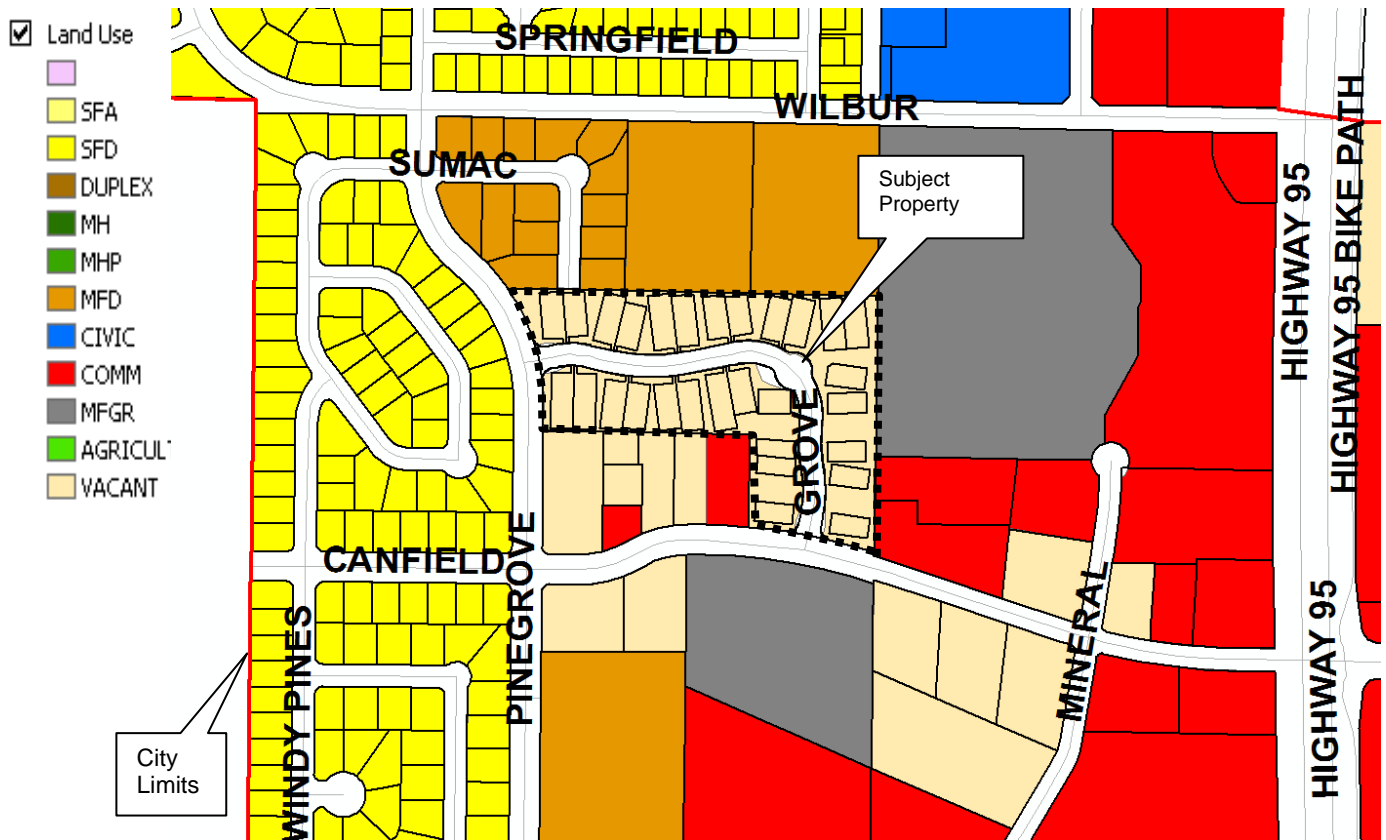 Land Use
SFA
SFD
DUPLEX
MH
MHP
MFD
CIVIC
COMM
MFGR
AGRICULT
VACANT
SPRINGFIELD
WILBUR
SUMAC
Subject
Property
HIGHWAY 95
HIGHWAY 95 BIKE PATH
GROVE
CANFIELD
PINEGROVE
WINDY PINES
MINERAL
HIGHWAY 95
City
Limits